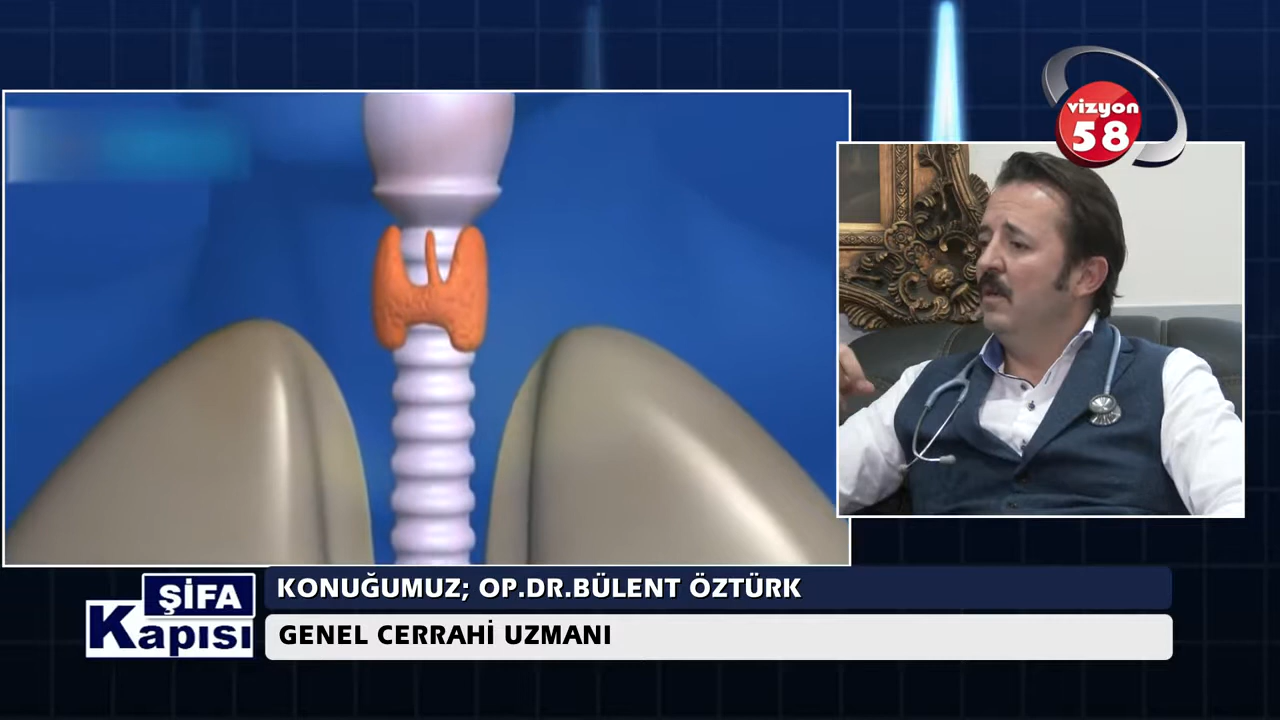 vizyon
58
ŞİFA
Kapısı
KONUĞUMUZ; OP.DR.BÜLENT ÖZTÜRK
GENEL CERRAHİ UZMANI